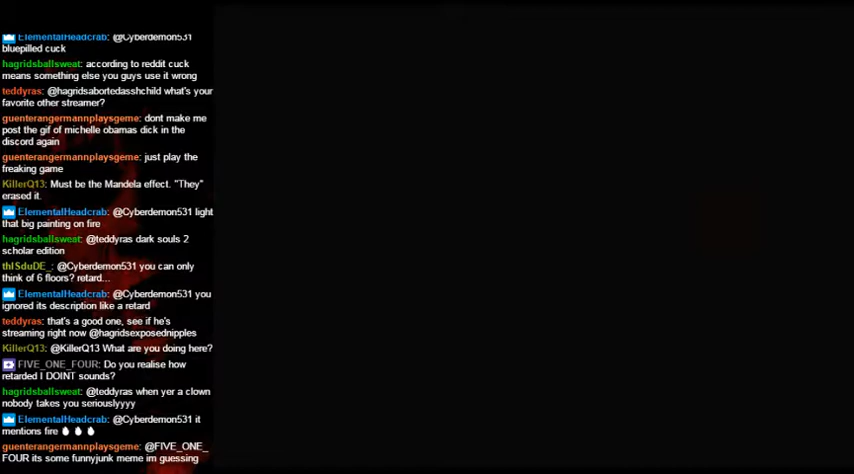 ElementalHeadcrab: @Cyberdemon531
bluepilled cuck
hagridsballsweat: according to reddit cuck
means something else you guys use it wrong
teddyras: @hagridsabortedasshchild what's your
favorite other streamer?
guenterangermannplaysgeme: dont make me
post the gif of michelle obamas dick in the
discord again
guenterangermannplaysgeme: just play the
freaking game
KillerQ13: Must be the Mandela effect. "They"
erased it.
ElementalHeadcrab: @Cyberdemon531 light
that big painting on fire
hagridsballsweat: @teddyras dark souls 2
scholar edition
thISduDE_: @Cyberdemon531 you can only
think of 6 floors? retard...
ElementalHeadcrab: @Cyberdemon531 you
ignored its description like a retard
teddyras: that's a good one, see if he's
streaming right now @hagridsexposednipples
KillerQ13: @KillerQ13 What are you doing here?
FIVE_ONE_FOUR: Do you realise how
retarded I DOINT sounds?
hagridsballsweat: @teddyras when yer a clown
nobody takes you seriouslyyyy
ElementalHeadcrab: @Cyberdemon531 it
mentions fire
guenterangermannplaysgeme: @FIVE_ONE_
FOUR its some funnyjunk meme im guessing